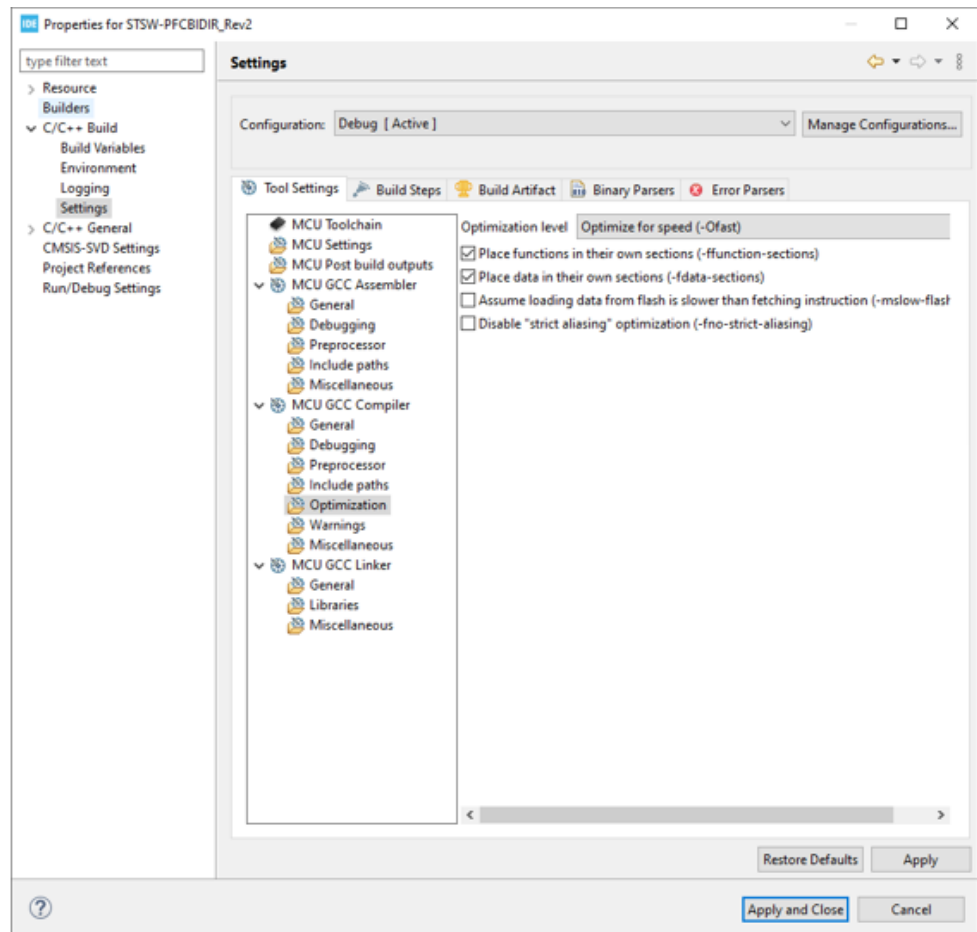 IDE Properties for STSW-PFCBIDIR_Rev2
type filter text
Resource
Builders
C/C++ Build
Build Variables
Environment
Logging
Settings
C/C++ General
CMSIS-SVD Settings
Project References
Run/Debug Settings
Settings
Configuration: Debug [ Active ]
Manage Configurations...
Tool Settings Build Steps Build Artifact Binary Parsers Error Parsers
MCU Toolchain
MCU Settings
MCU Post build outputs
MCU GCC Assembler
General
Debugging
Preprocessor
Include paths
Miscellaneous
MCU GCC Compiler
General
Debugging
Preprocessor
Include paths
Optimization
Warnings
Miscellaneous
MCU GCC Linker
General
Libraries
Miscellaneous
Optimization level Optimize for speed (-Ofast)
Place functions in their own sections (-ffunction-sections)
Place data in their own sections (-fdata-sections)
Assume loading data from flash is slower than fetching instruction (-mslow-flash
Disable "strict aliasing" optimization (-fno-strict-aliasing)
Restore Defaults Apply
? Apply and Close Cancel